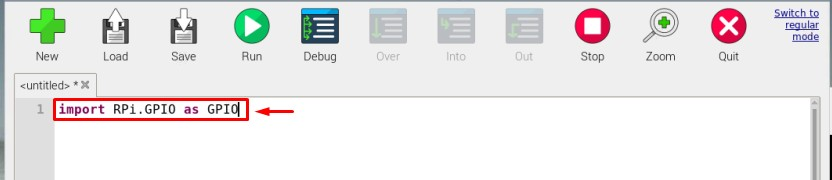 New Load Save Run Debug Over Into Out Stop Zoom Quit
Switch to
regular
mode
<untitled> *
1 import RPi.GPIO as GPIO